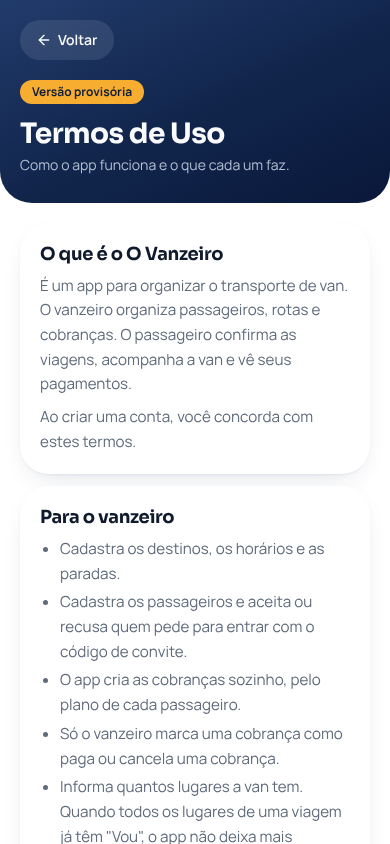 Voltar
Versão provisória
Termos de Uso
Como o app funciona e o que cada um faz.
O que é o O Vanzeiro
É um app para organizar o transporte de van.
O vanzeiro organiza passageiros, rotas e
cobranças. O passageiro confirma as
viagens, acompanha a van e vê seus
pagamentos.
Ao criar uma conta, você concorda com
estes termos.
Para o vanzeiro
• Cadastra os destinos, os horários e as
paradas.
• Cadastra os passageiros e aceita ou
recusa quem pede para entrar com o
código de convite.
• O app cria as cobranças sozinho, pelo
plano de cada passageiro.
• Só o vanzeiro marca uma cobrança como
paga ou cancela uma cobrança.
• Informa quantos lugares a van tem.
Quando todos os lugares de uma viagem
já têm "Vou", o app não deixa mais